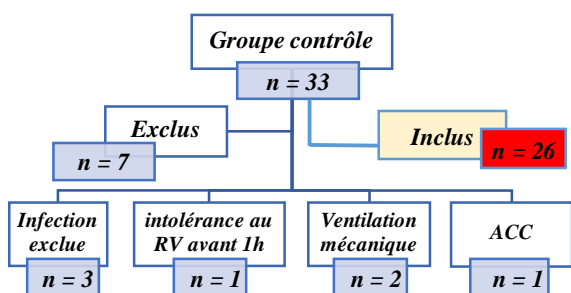 Groupe contrôle
n = 33
Exclus
n = 7
Inclus
n = 26
Infection
exclue
n = 3
intolérance au
RV avant 1h
n = 1
Ventilation
mécanique
n = 2
ACC
n = 1